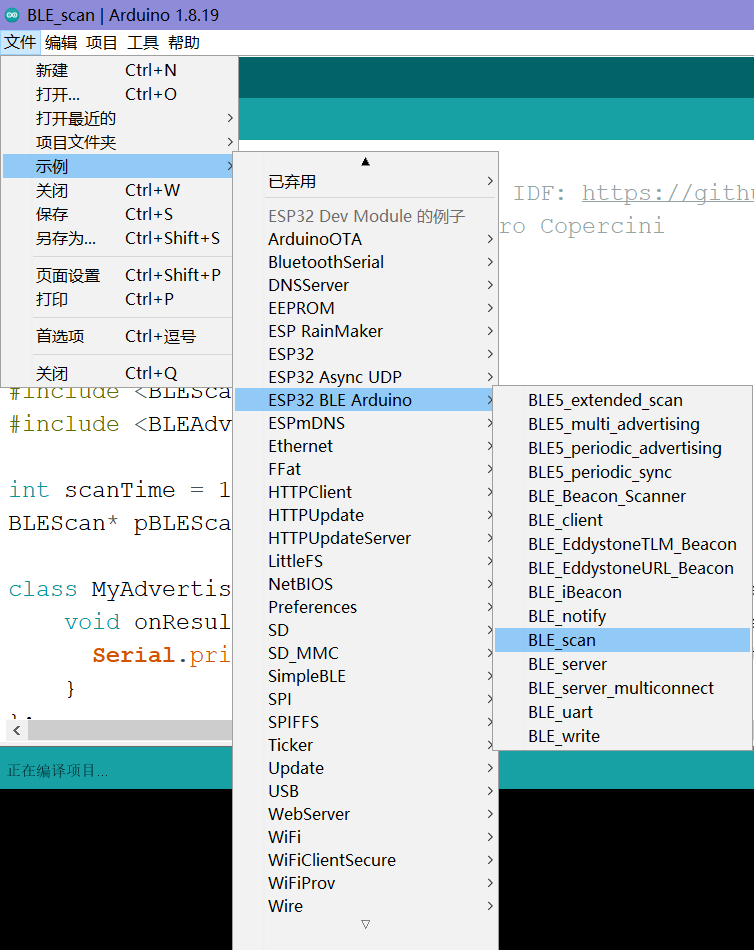 BLE_scan | Arduino 1.8.19
文件 编辑 项目 工具 帮助
新建 Ctrl+N
打开... Ctrl+O
打开最近的
项目文件夹
示例
关闭 Ctrl+W
保存 Ctrl+S
另存为... Ctrl+Shift+S
页面设置 Ctrl+Shift+P
打印 Ctrl+P
首选项 Ctrl+逗号
关闭 Ctrl+Q
已弃用
ESP32 Dev Module 的例子
ArduinoOTA
BluetoothSerial
DNSServer
EEPROM
ESP RainMaker
ESP32
ESP32 Async UDP
ESP32 BLE Arduino
ESPmDNS
Ethernet
FFat
HTTPClient
HTTPUpdate
HTTPUpdateServer
LittleFS
NetBIOS
Preferences
SD
SD_MMC
SimpleBLE
SPI
SPIFFS
Ticker
Update
USB
WebServer
WiFi
WiFiClientSecure
WiFiProv
Wire
BLE5_extended_scan
BLE5_multi_advertising
BLE5_periodic_advertising
BLE5_periodic_sync
BLE_Beacon_Scanner
BLE_client
BLE_EddystoneTLM_Beacon
BLE_EddystoneURL_Beacon
BLE_iBeacon
BLE_notify
BLE_scan
BLE_server
BLE_server_multiconnect
BLE_uart
BLE_write
IDF: https://githu
ro Copercini
#include <BLESca
#include <BLEAdv
int scanTime = 1
BLEScan* pBLESca
class MyAdvertis
void onResul
Serial.pri
}
};
正在编译项目...